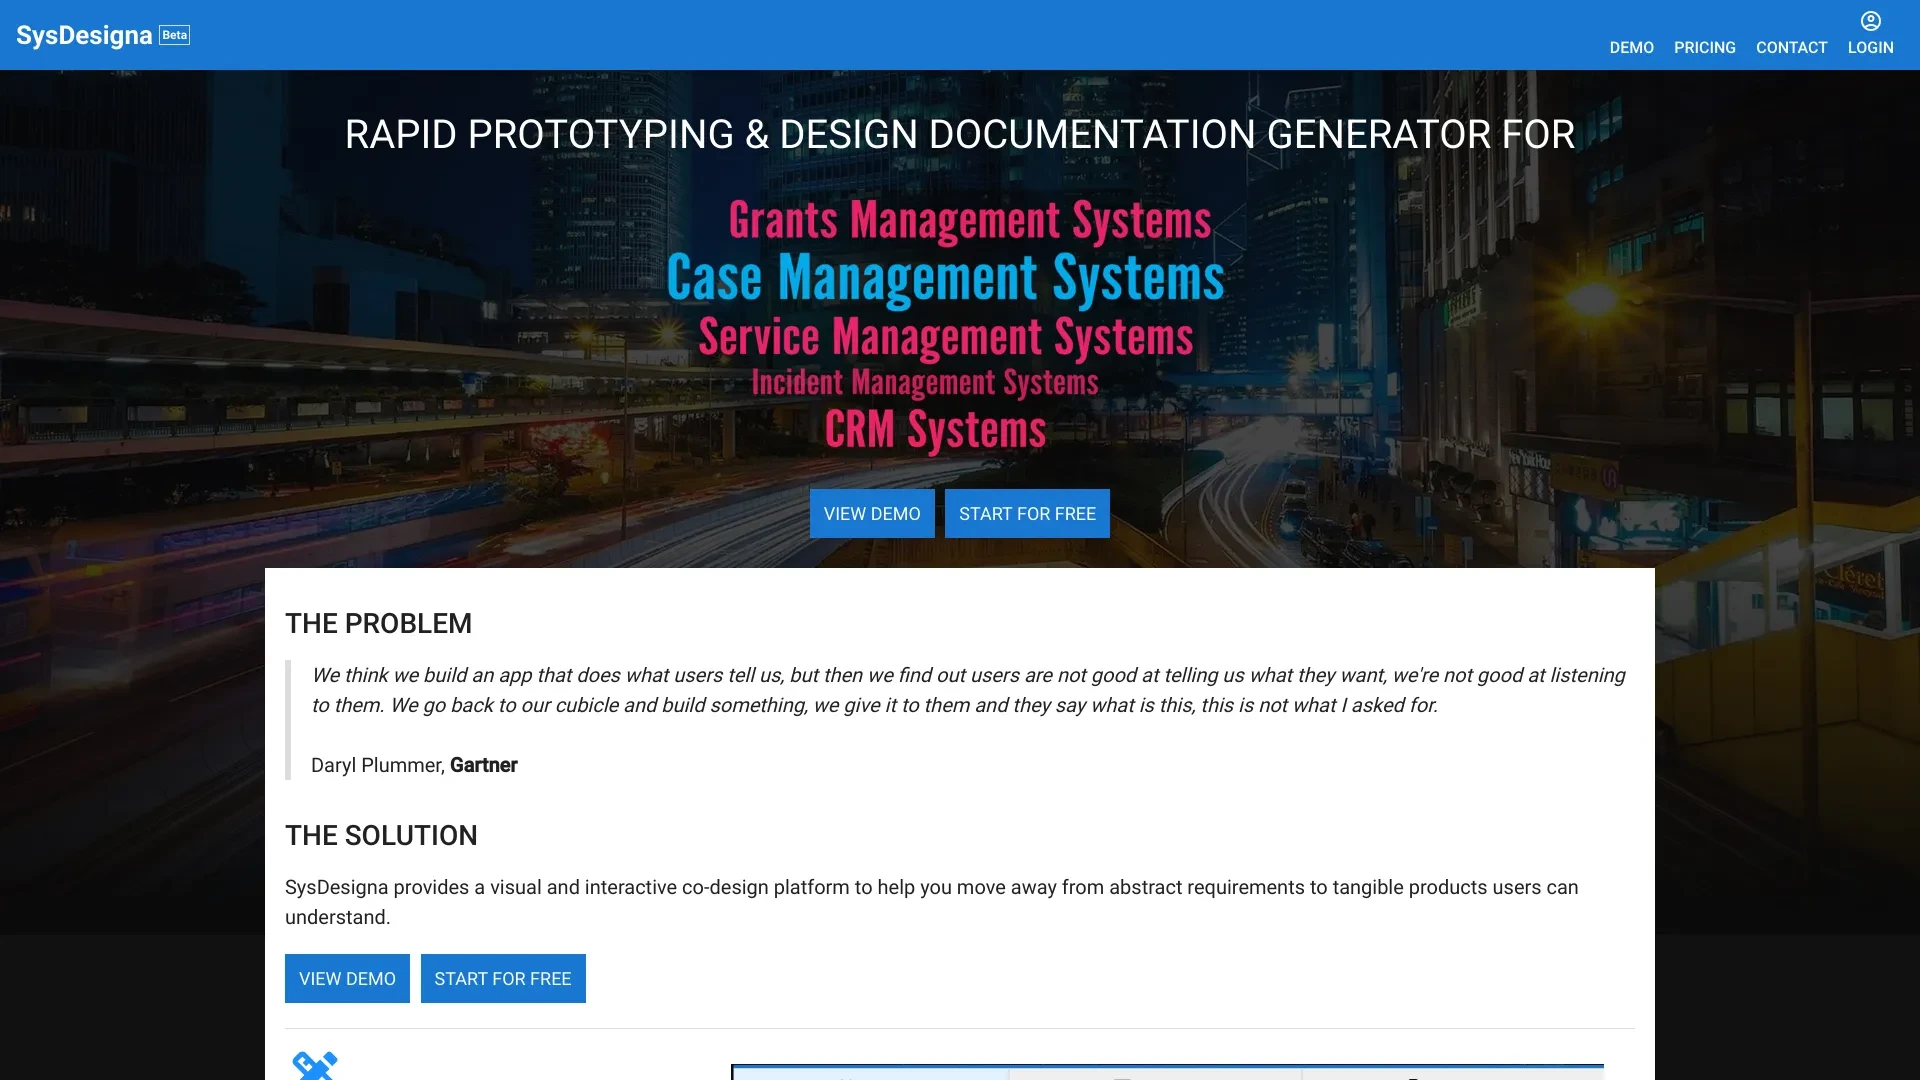 SysDesigna Beta
DEMO PRICING CONTACT LOGIN
RAPID PROTOTYPING & DESIGN DOCUMENTATION GENERATOR FOR
Grants Management Systems
Case Management Systems
Service Management Systems
Incident Management Systems
CRM Systems
VIEW DEMO START FOR FREE
THE PROBLEM
We think we build an app that does what users tell us, but then we find out users are not good at telling us what they want, we're not good at listening
to them. We go back to our cubicle and build something, we give it to them and they say what is this, this is not what I asked for.
Daryl Plummer, Gartner
THE SOLUTION
SysDesigna provides a visual and interactive co-design platform to help you move away from abstract requirements to tangible products users can
understand.
VIEW DEMO START FOR FREE